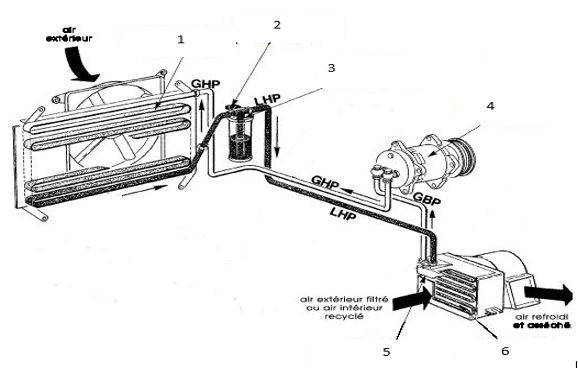 air
extérieur
1
2
3
4
GHP
LHP
GHP
GBP
LHP
air extérieur filtré
ou air intérieur
recyclé
air refroidi
et asséché.
5
6